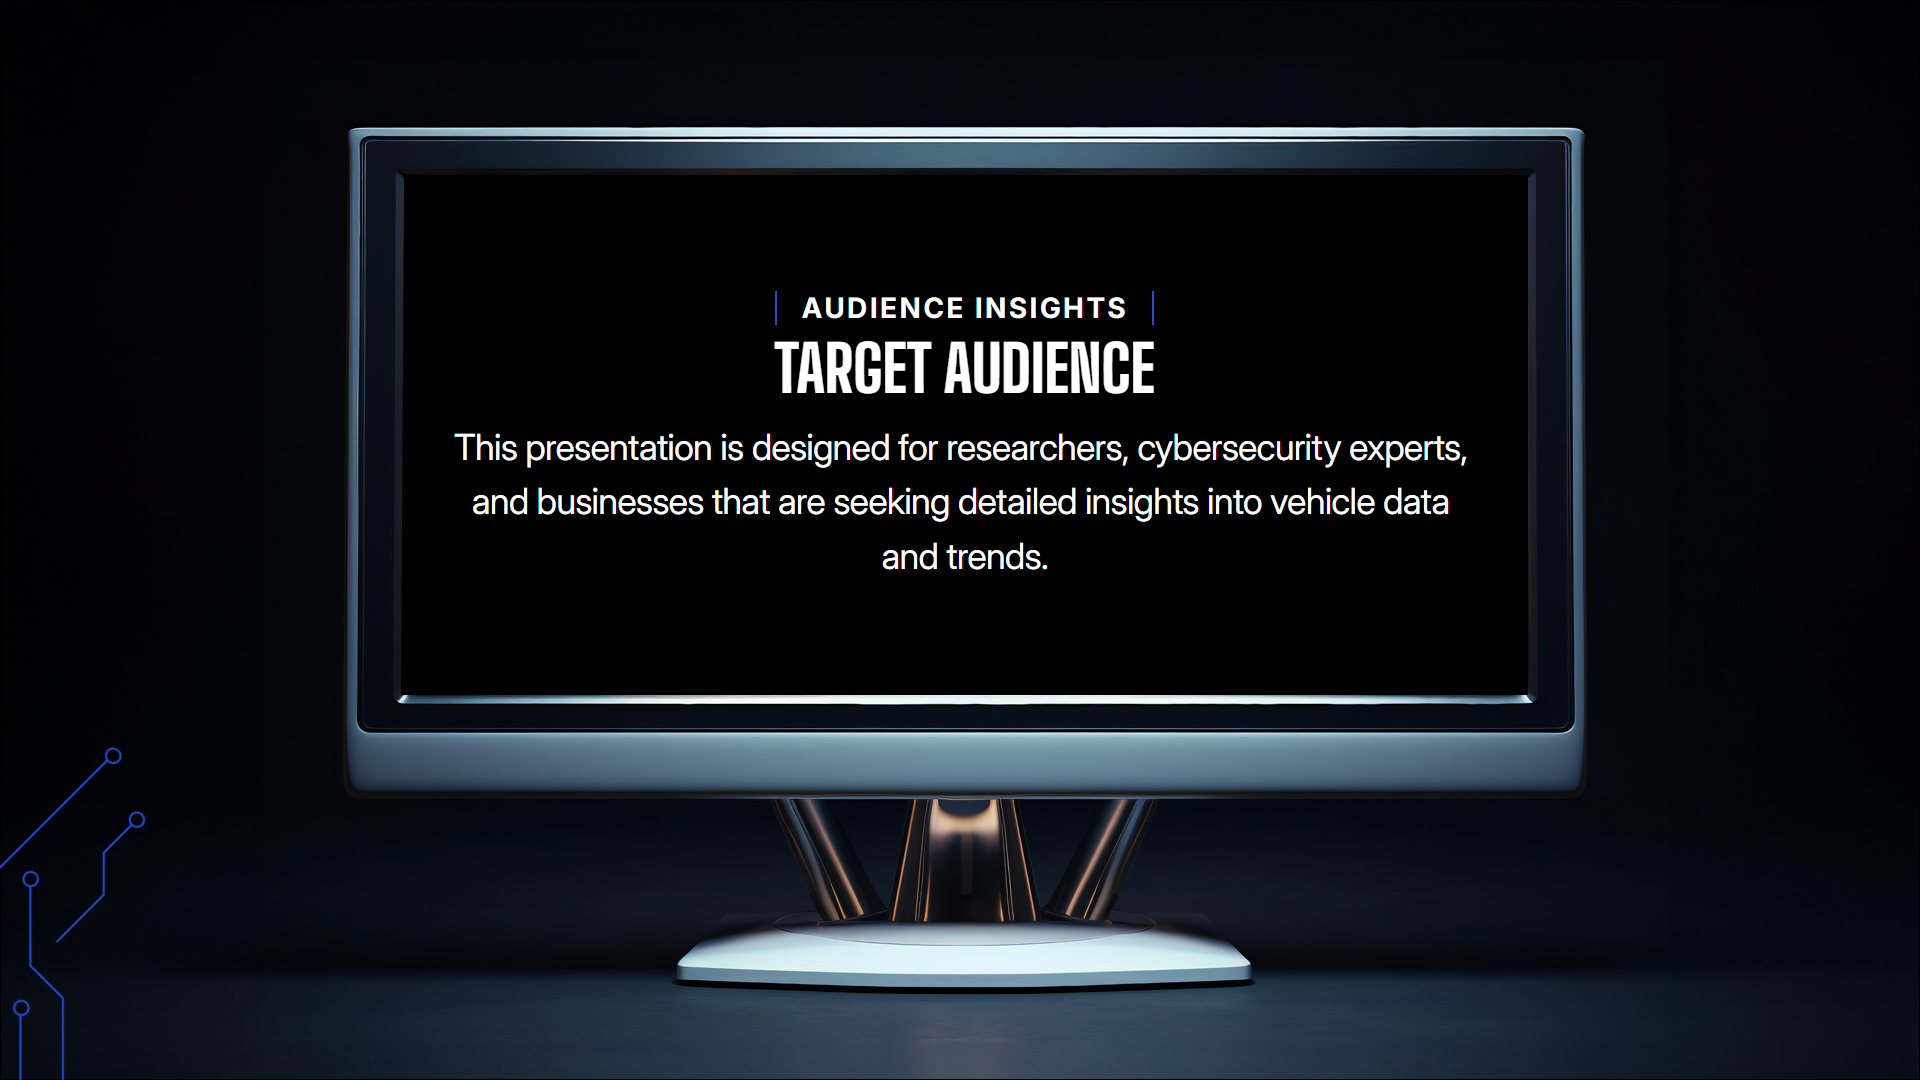 AUDIENCE INSIGHTS
TARGET AUDIENCE
This presentation is designed for researchers, cybersecurity experts,
and businesses that are seeking detailed insights into vehicle data
and trends.